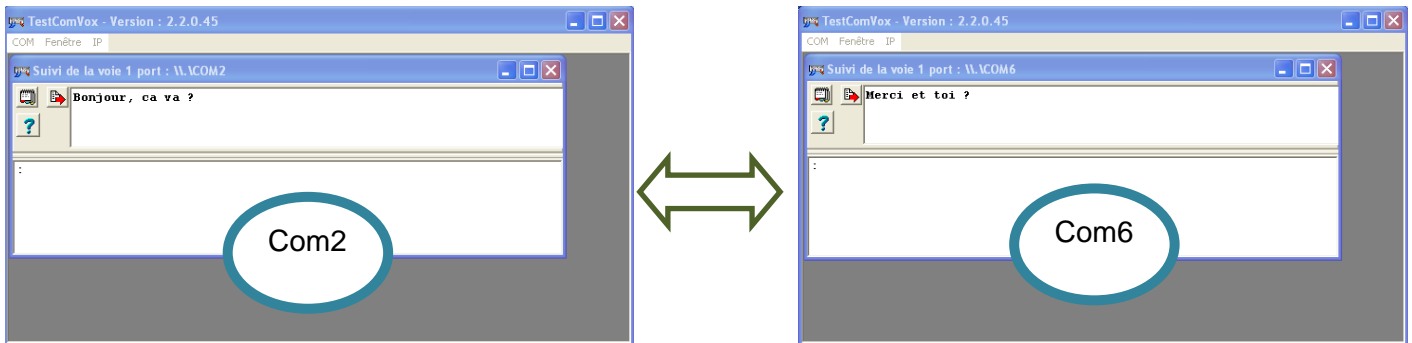 TestComVox - Version : 2.2.0.45
COM Fenêtre IP
Suivi de la voie 1 port : \\.\COM2
Bonjour, ca va ?
?
:
Com2
TestComVox - Version : 2.2.0.45
COM Fenêtre IP
Suivi de la voie 1 port : \\.\COM6
Merci et toi ?
?
:
Com6